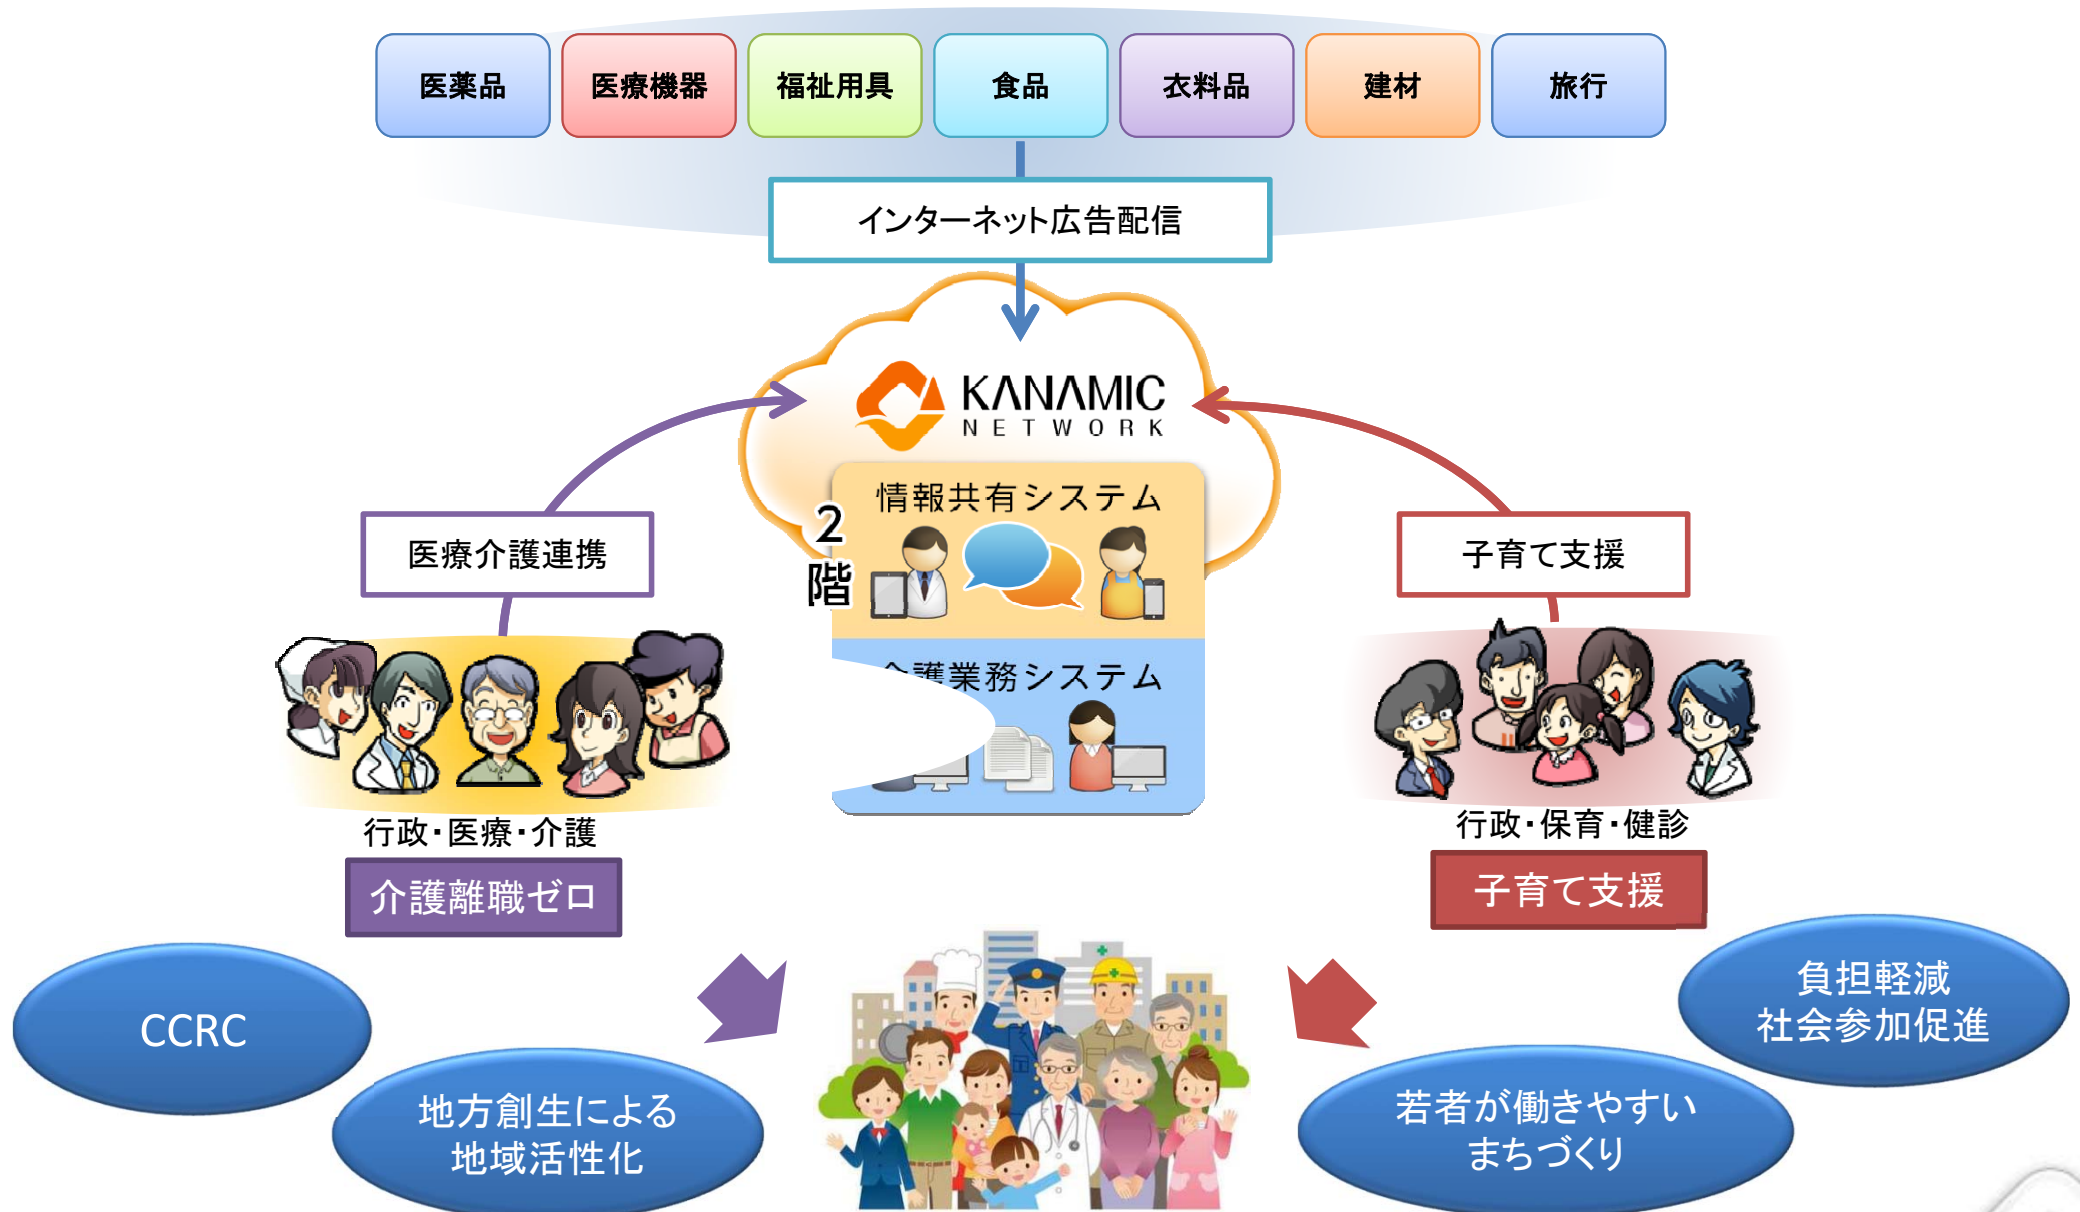 医薬品
医療機器
福祉用具
食品
衣料品
建材
旅行
インターネット広告配信
KANAMIC
NETWORK
情報共有システム
2
階
医療介護連携
子育て支援
護業務システム
行政・医療・介護
行政・保育・健診
介護離職ゼロ
子育て支援
CCRC
地方創生による
地域活性化
負担軽減
社会参加促進
若者が働きやすい
まちづくり